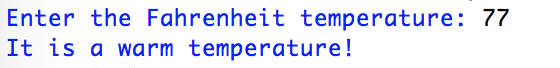 Enter the Fahrenheit temperature: 77
It is a warm temperature!